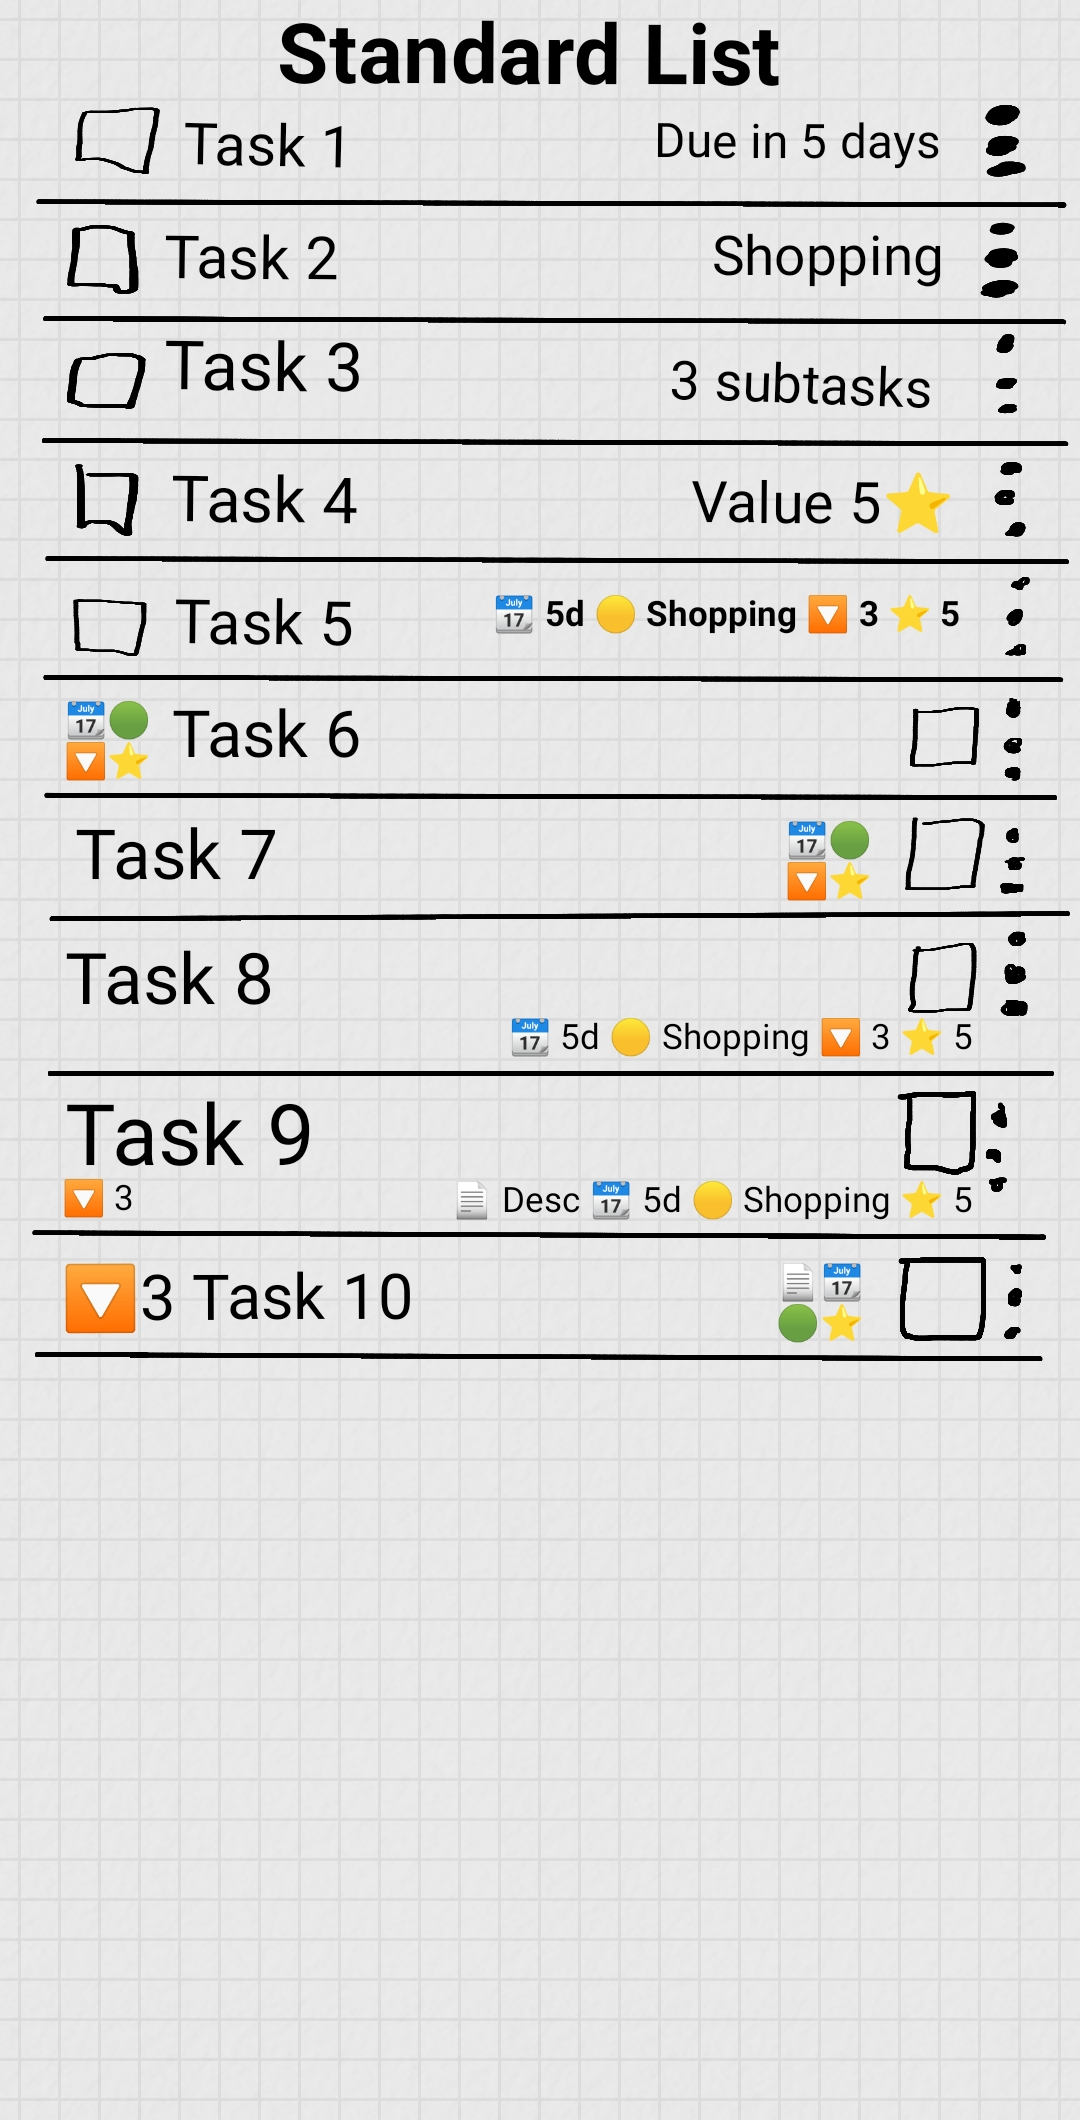 Standard List
Task 1 Due in 5 days
Task 2 Shopping
Task 3 3 subtasks
Task 4 Value 5⭐
Task 5 📅 5d 🟡 Shopping 🔽 3 ⭐ 5
📅🟢 Task 6
🔽⭐
Task 7 📅🟢
🔽⭐
Task 8
📅 5d 🟡 Shopping 🔽 3 ⭐ 5
Task 9
🔽 3 📄 Desc 📅 5d 🟡 Shopping ⭐ 5
🔽3 Task 10 📄📅
🟢⭐